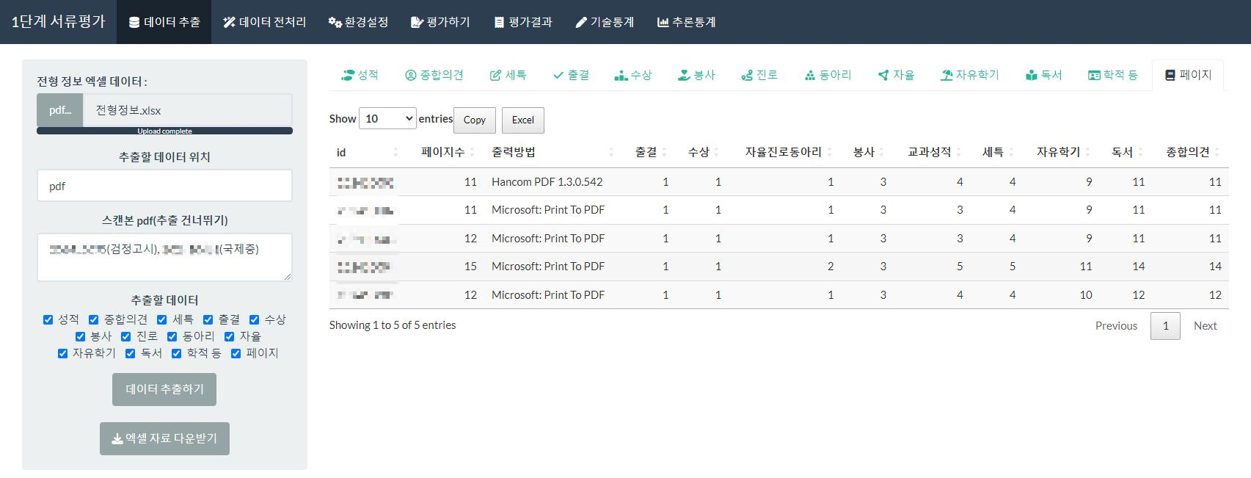 1단계 서류평가 데이터 추출 데이터 전처리 환경설정 평가하기 평가결과 기술통계 추론통계
전형 정보 엑셀 데이터 :
pdf... 전형정보.xlsx
Upload complete
추출할 데이터 위치
pdf
스캔본 pdf(추출 건너뛰기)
(검정고시), (국제중)
추출할 데이터
성적 종합의견 세특 출결 수상
봉사 진로 동아리 자율
자유학기 독서 학적 등 페이지
데이터 추출하기
엑셀 자료 다운받기
성적 종합의견 세특 출결 수상 봉사 진로 동아리 자율 자유학기 독서 학적 등 페이지
Show 10 entries Copy Excel
id 페이지수 출력방법 출결 수상 자율진로동아리 봉사 교과성적 세특 자유학기 독서 종합의견
11 Hancom PDF 1.3.0.542 1 1 1 3 4 4 9 11 11
11 Microsoft: Print To PDF 1 1 1 3 3 4 9 11 11
12 Microsoft: Print To PDF 1 1 1 3 3 4 9 11 11
15 Microsoft: Print To PDF 1 1 2 3 5 5 11 14 14
12 Microsoft: Print To PDF 1 1 1 3 4 4 10 12 12
Showing 1 to 5 of 5 entries Previous 1 Next